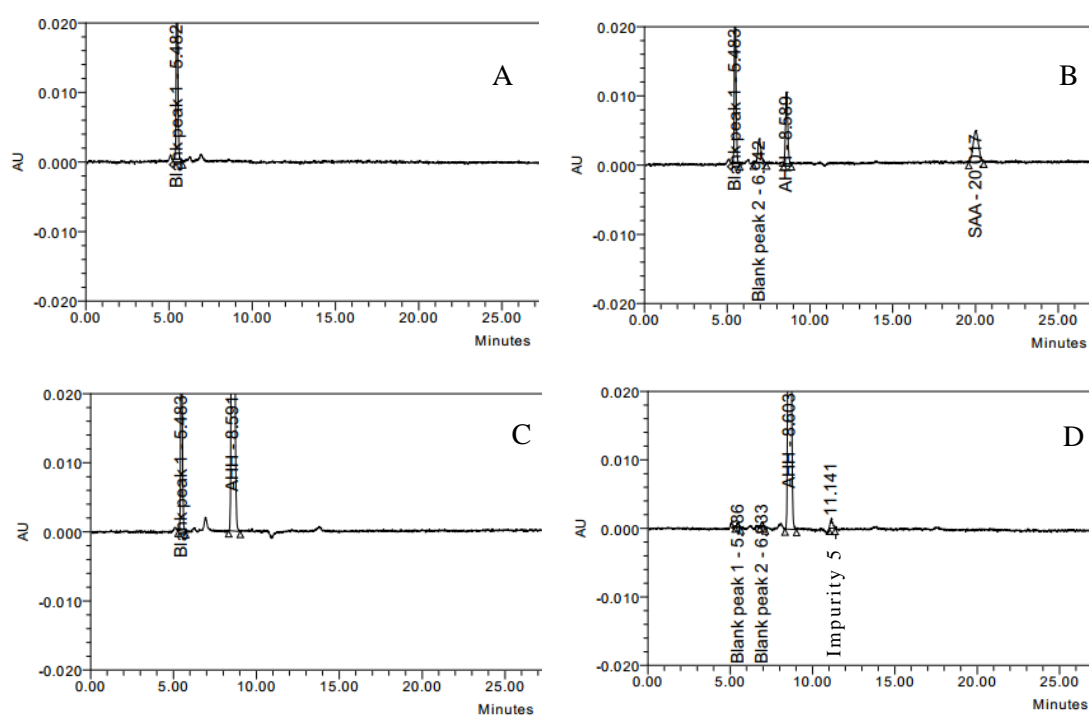 A
0.020
0.010
0.000
-0.010
-0.020
AU
Blank peak 1 - 5.482
0.00 5.00 10.00 15.00 20.00 25.00
Minutes
B
0.020
0.010
0.000
-0.010
-0.020
AU
Blank peak 1 - 5.483
Blank peak 2 - 6.942
AHH - 8.589
SAA - 20.017
0.00 5.00 10.00 15.00 20.00 25.00
Minutes
C
0.020
0.010
0.000
-0.010
-0.020
AU
Blank peak 1 - 5.483
AHH - 8.591
0.00 5.00 10.00 15.00 20.00 25.00
Minutes
D
0.020
0.010
0.000
-0.010
-0.020
AU
Blank peak 1 -
Blank peak 2 -
AHH - 8.603
Impurity 5 - 11.141
0.00 5.00 10.00 15.00 20.00 25.00
Minutes